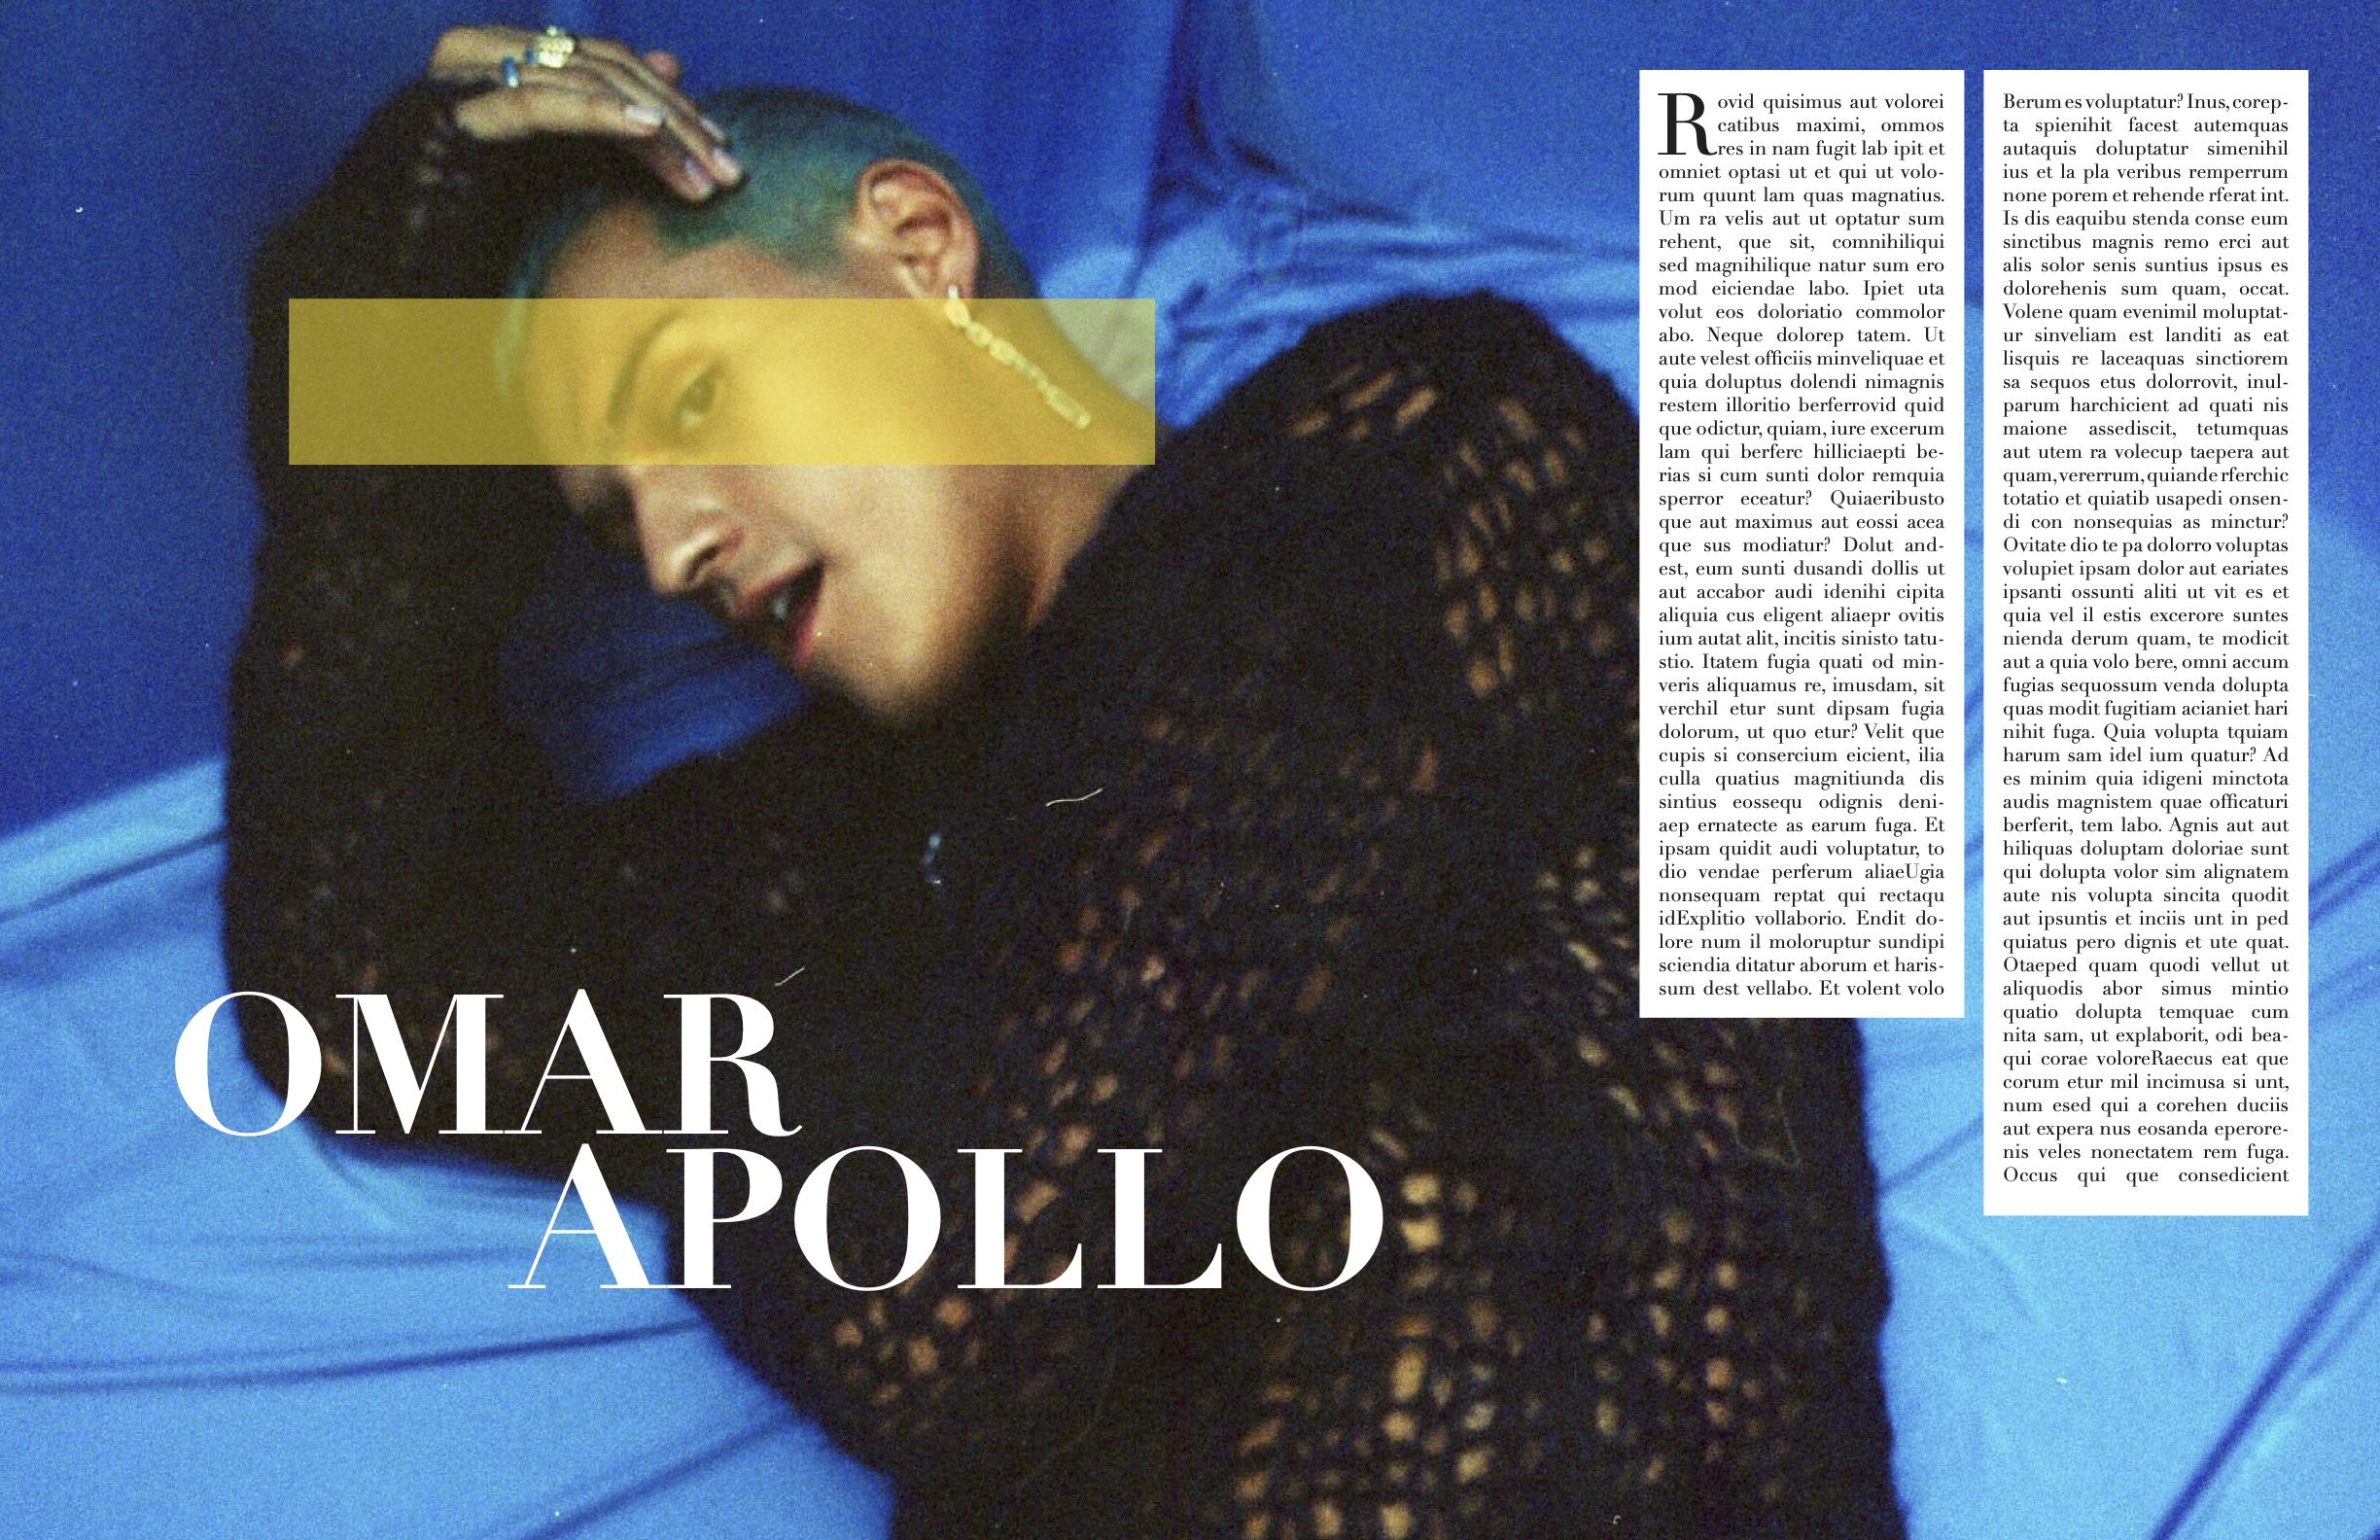 OMAR
APOLLO
Rovid quisimus aut volorei
catibus maximi, ommos
res in nam fugit lab ipit et
omniet optasi ut et qui ut volo-
rum quunt lam quas magnatius.
Um ra velis aut ut optatur sum
rehent, que sit, comnihiliqui
sed magnihilique natur sum ero
mod eiciendae labo. Ipiet uta
volut eos doloriatio commolor
abo. Neque dolorep tatem. Ut
aute velest officiis minveliquae et
quia doluptus dolendi nimagnis
restem illoritio berferrovid quid
que odictur, quiam, iure excerum
lam qui berferc hilliciaepti be-
rias si cum sunti dolor remquia
sperror eceatur? Quiaeribusto
que aut maximus aut eossi acea
que sus modiatur? Dolut and-
est, eum sunti dusandi dollis ut
aut accabor audi idenihi cipita
aliquia cus eligent aliaepr ovitis
ium autat alit, incitis sinisto tatu-
stio. Itatem fugia quati od min-
veris aliquamus re, imusdam, sit
verchil etur sunt dipsam fugia
dolorum, ut quo etur? Velit que
cupis si consercium eicient, ilia
culla quatius magnitiunda dis
sintius eossequ odignis deni-
aep ernatecte as earum fuga. Et
ipsam quidit audi voluptatur, to
dio vendae perferum aliaeUgia
nonsequam reptat qui rectaqu
idExplitio vollaborio. Endit do-
lore num il moloruptur sundipi
sciendia ditatur aborum et haris-
sum dest vellabo. Et volent volo
Berum es voluptatur? Inus, corep-
ta spienihit facest autemquas
autaquis doluptatur simenihil
ius et la pla veribus remperrum
none porem et rehende rferat int.
Is dis eaquibu stenda conse eum
sinctibus magnis remo erci aut
alis solor senis suntius ipsus es
dolorehenis sum quam, occat.
Volene quam evenimil moluptat-
ur sinveliam est landiti as eat
lisquis re laceaquas sinctiorem
sa sequos etus dolorrovit, inul-
parum harchicient ad quati nis
maione assediscit, tetumquas
aut utem ra volecup taepera aut
quam, vererrum, quiande rferchic
totatio et quiatib usapedi onsen-
di con nonsequias as minctur?
Ovitate dio te pa dolorro voluptas
volupiet ipsam dolor aut eariates
ipsanti ossunti aliti ut vit es et
quia vel il estis excerore suntes
nienda derum quam, te modicit
aut a quia volo bere, omni accum
fugias sequossum venda dolupta
quas modit fugitiam acianiet hari
nihit fuga. Quia volupta tquiam
harum sam idel ium quatur? Ad
es minim quia idigeni minctota
audis magnistem quae officaturi
berferit, tem labo. Agnis aut aut
hiliquas doluptam doloriae sunt
qui dolupta volor sim alignatem
aute nis volupta sincita quodit
aut ipsuntis et inciis unt in ped
quiatus pero dignis et ute quat.
Otaeped quam quodi vellut ut
aliquodis abor simus mintio
quatio dolupta temquae cum
nita sam, ut explaborit, odi bea-
qui corae voloreRaecus eat que
corum etur mil incimusa si unt,
num esed qui a corehen duciis
aut expera nus eosanda eperore-
nis veles nonectatem rem fuga.
Occus qui que consedicient